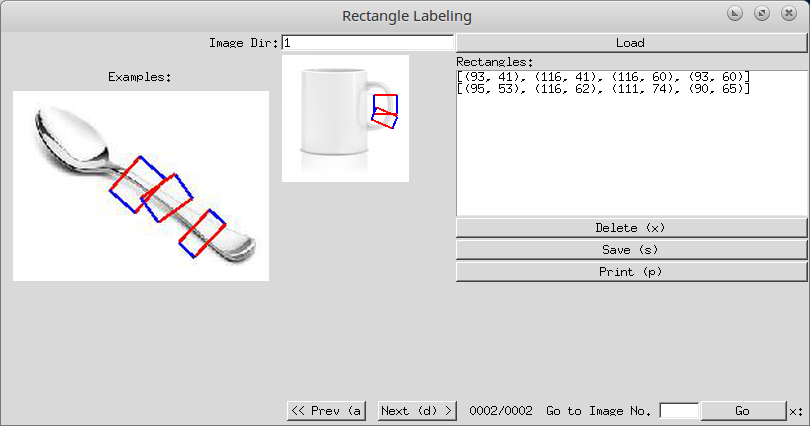 Rectangle Labeling
Image Dir: 1 Load
Examples:
Rectangles:
[(93, 41), (116, 41), (116, 60), (93, 60)]
[(95, 53), (116, 62), (111, 74), (90, 65)]
Delete (x)
Save (s)
Print (p)
<< Prev (a Next (d) > 0002/0002 Go to Image No. Go x: